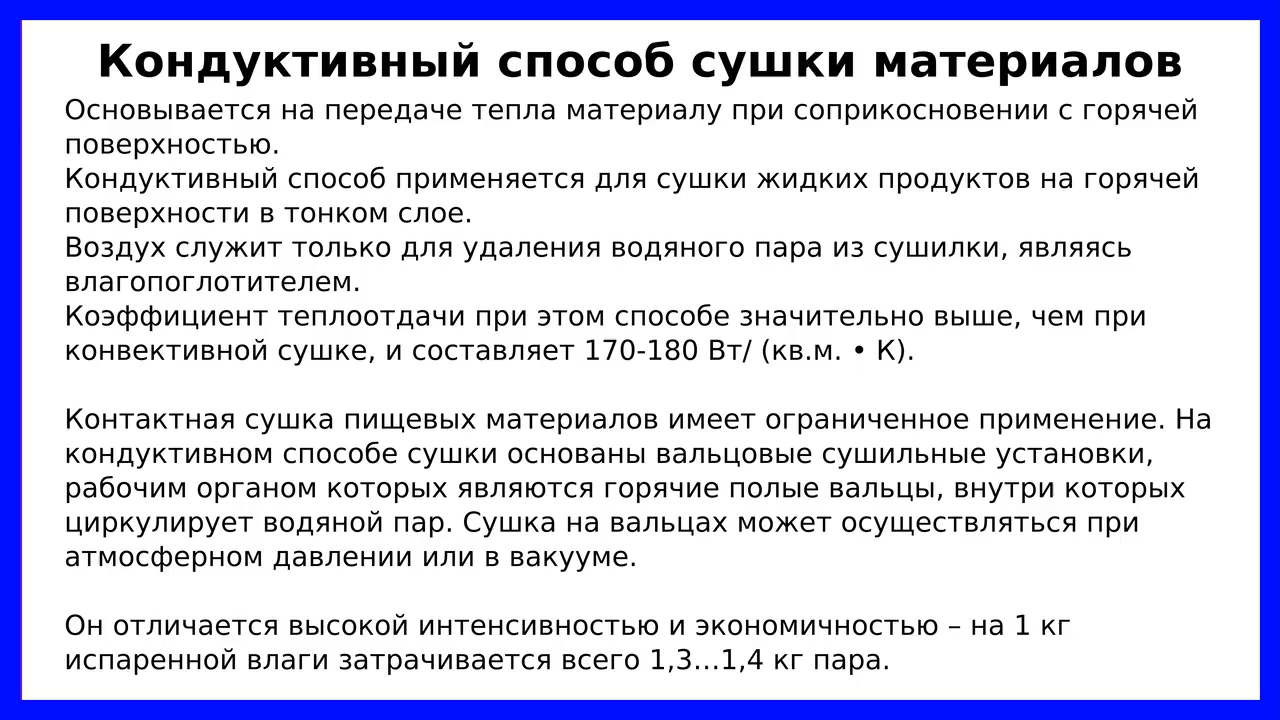 Кондуктивный способ сушки материалов
Основывается на передаче тепла материалу при соприкосновении с горячей
поверхностью.
Кондуктивный способ применяется для сушки жидких продуктов на горячей
поверхности в тонком слое.
Воздух служит только для удаления водяного пара из сушилки, являясь
влагопоглотителем.
Коэффициент теплоотдачи при этом способе значительно выше, чем при
конвективной сушке, и составляет 170-180 Вт/ (кв.м. • К).
Контактная сушка пищевых материалов имеет ограниченное применение. На
кондуктивном способе сушки основаны вальцовые сушильные установки,
рабочим органом которых являются горячие полые вальцы, внутри которых
циркулирует водяной пар. Сушка на вальцах может осуществляться при
атмосферном давлении или в вакууме.
Он отличается высокой интенсивностью и экономичностью – на 1 кг
испаренной влаги затрачивается всего 1,3…1,4 кг пара.